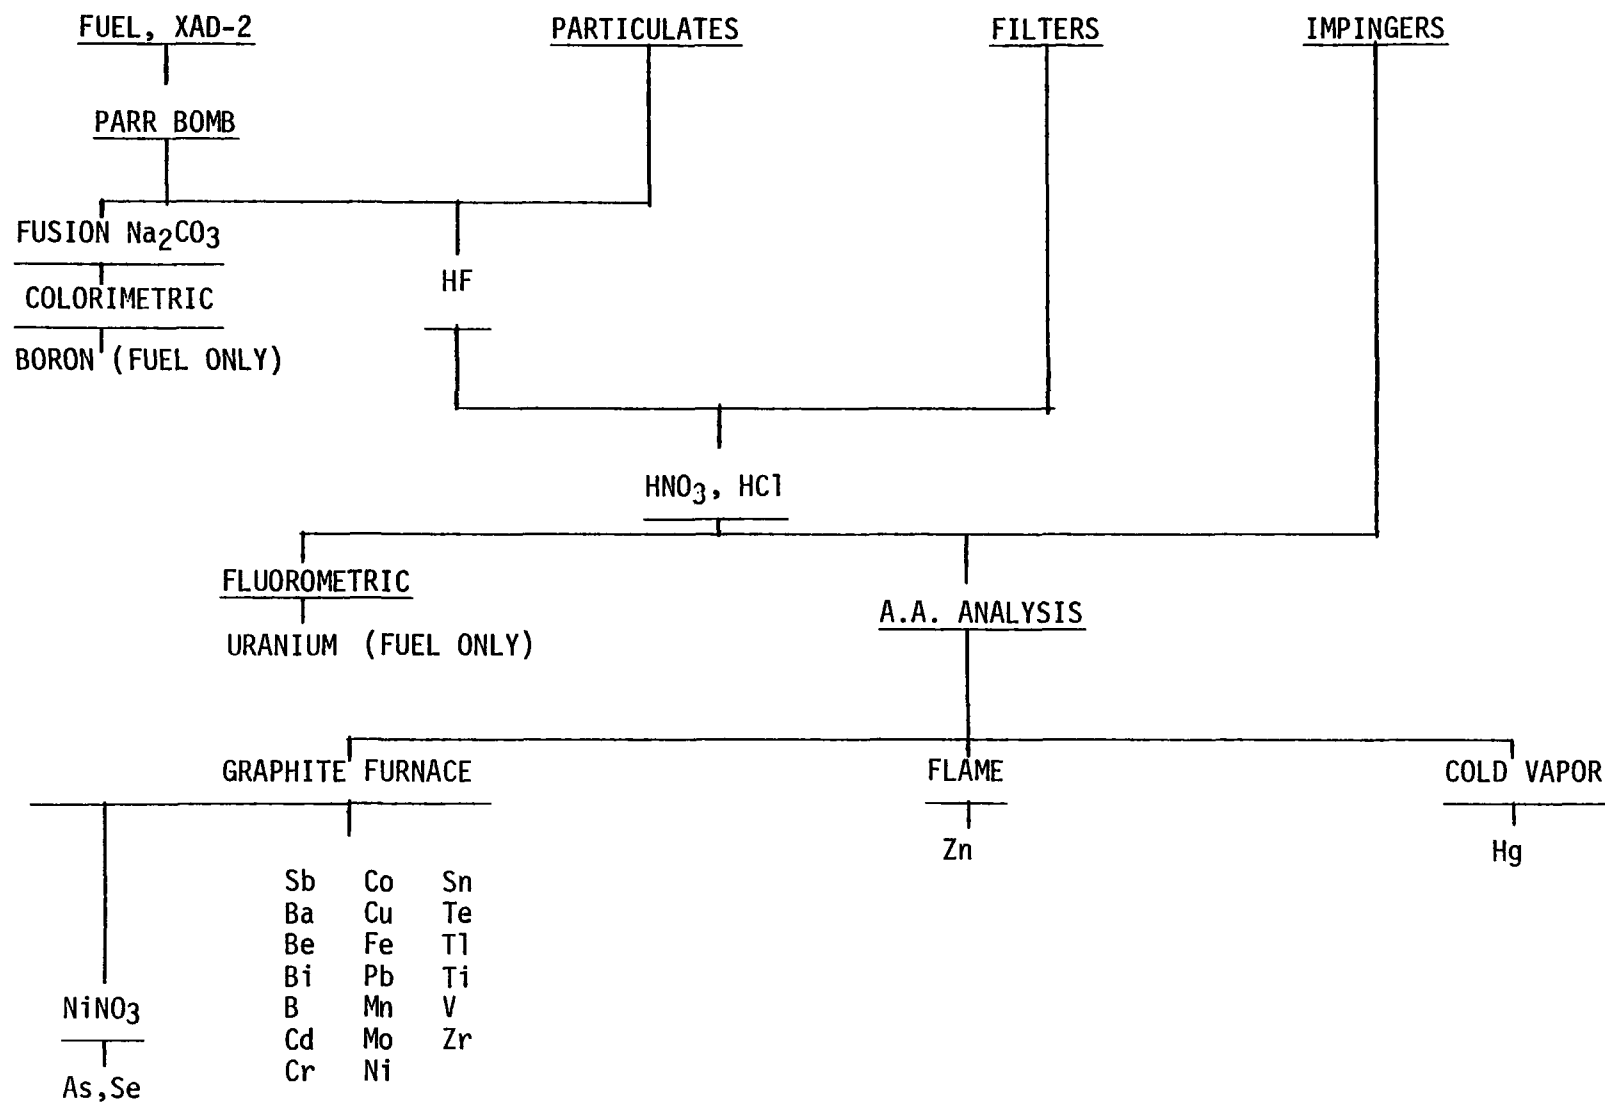 FUEL, XAD-2 PARTICULATES FILTERS IMPINGERS
PARR BOMB
FUSION Na2CO3
HF
COLORIMETRIC
BORON (FUEL ONLY)
HNO3, HCl
FLUOROMETRIC
A.A. ANALYSIS
URANIUM (FUEL ONLY)
GRAPHITE FURNACE FLAME COLD VAPOR
Zn Hg
Sb Co Sn
Ba Cu Te
Be Fe Tl
Bi Pb Ti
B Mn V
NiNO3
Cd Mo Zr
Cr Ni
As,Se